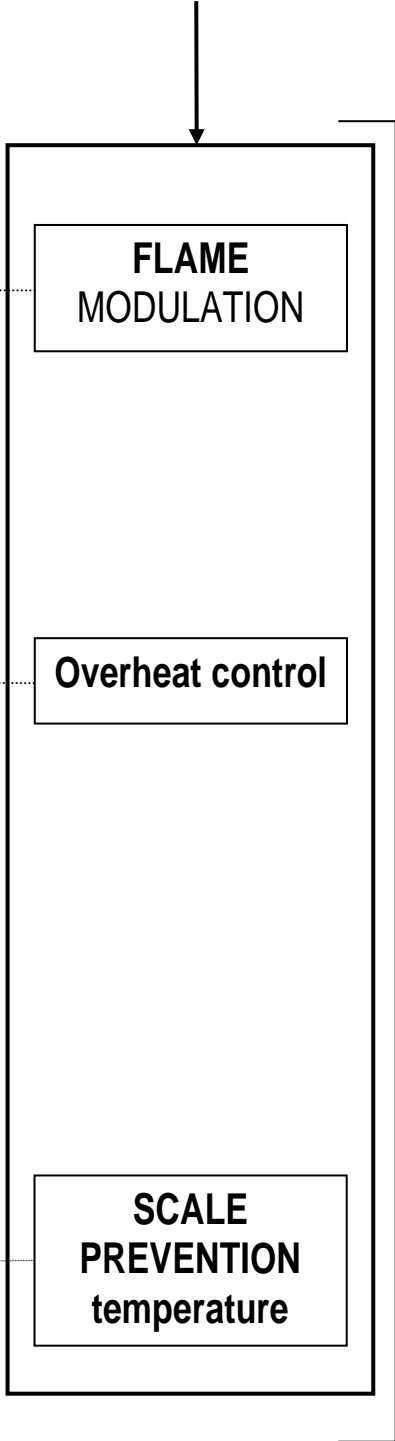 FLAME
MODULATION
Overheat control
SCALE
PREVENTION
temperature